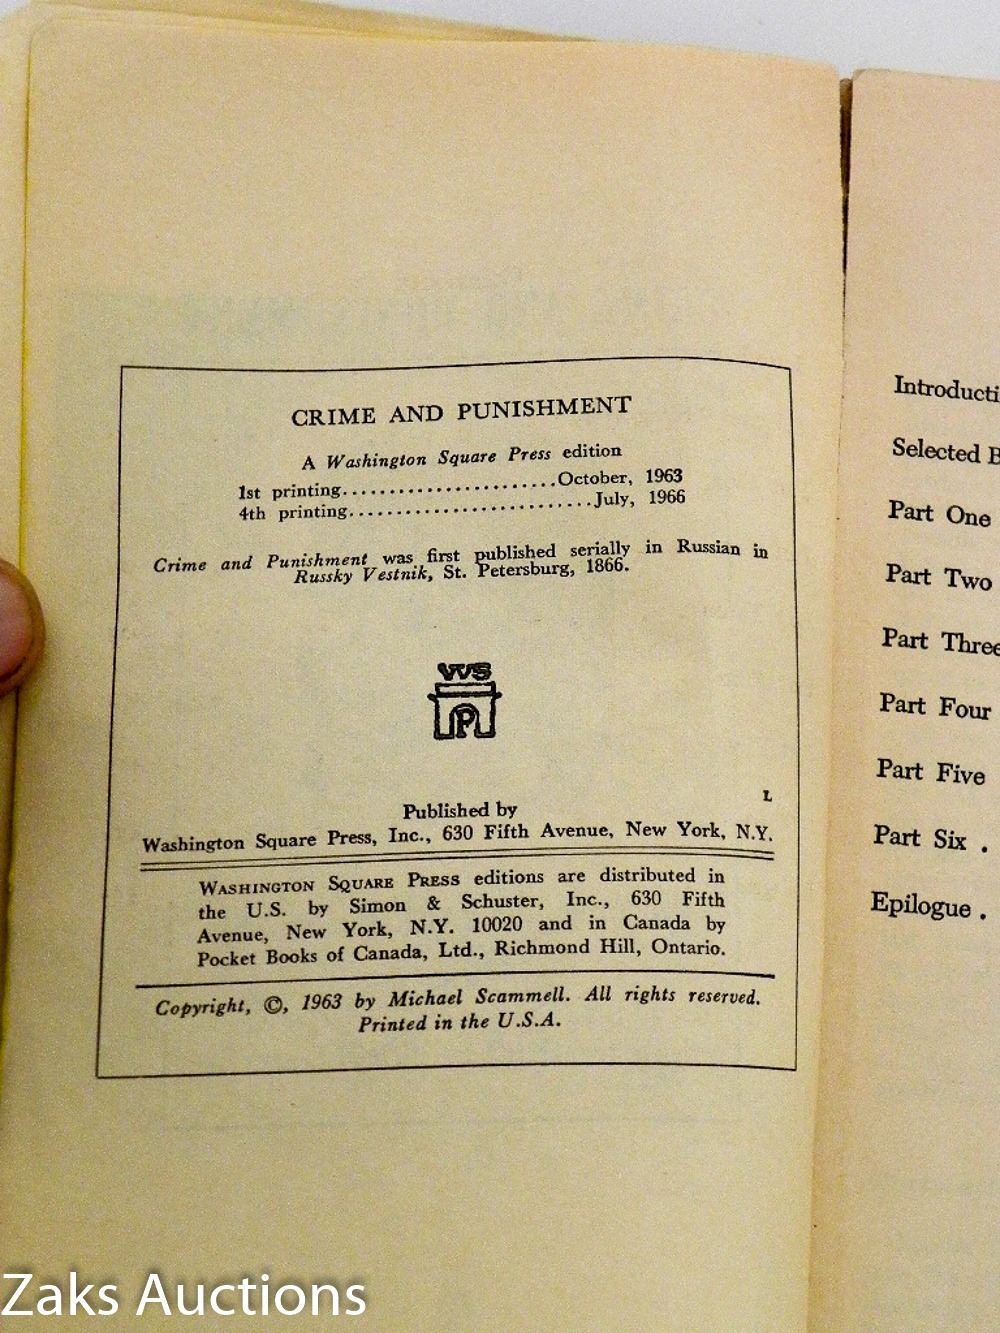 CRIME AND PUNISHMENT
A Washington Square Press edition
1st printing.......................October, 1963
4th printing..........................July, 1966
Crime and Punishment was first published serially in Russian in
Russky Vestnik, St. Petersburg, 1866.
WS
P
L
Published by
Washington Square Press, Inc., 630 Fifth Avenue, New York, N.Y.
WASHINGTON SQUARE PRESS editions are distributed in
the U.S. by Simon & Schuster, Inc., 630 Fifth
Avenue, New York, N.Y. 10020 and in Canada by
Pocket Books of Canada, Ltd., Richmond Hill, Ontario.
Copyright, ©, 1963 by Michael Scammell. All rights reserved.
Printed in the U.S.A.
Introducti
Selected B
Part One
Part Two
Part Three
Part Four
Part Five
Part Six .
Epilogue .
Zaks Auctions